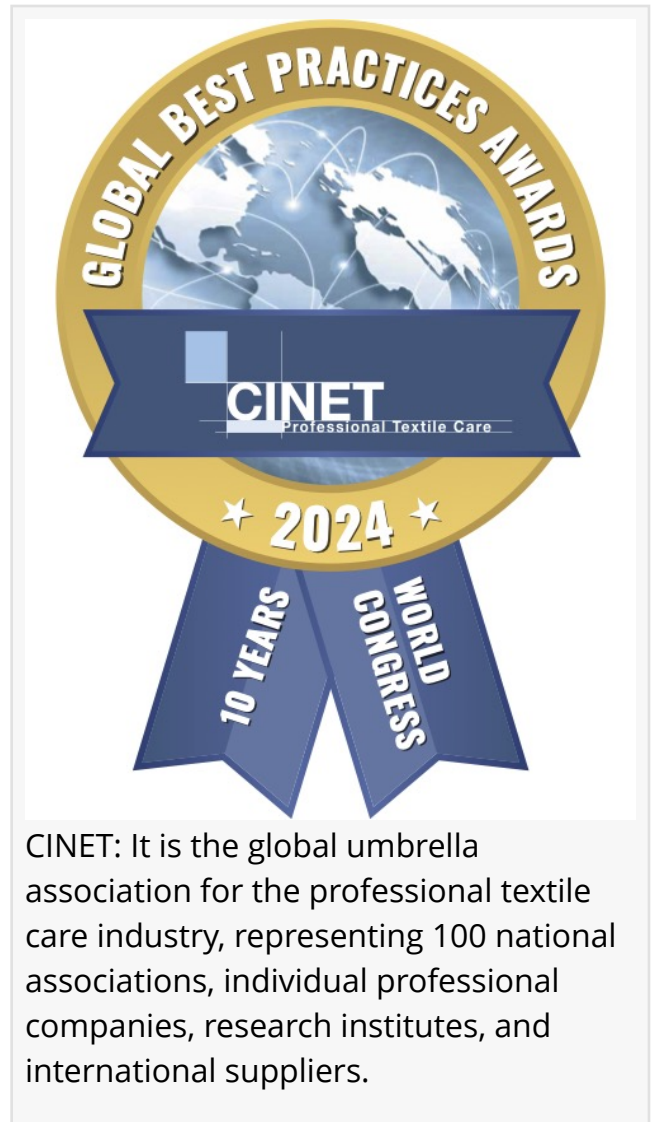 GLOBAL BEST PRACTICES AWARDS
CINET
Professional Textile Care
2024
10 YEARS
WORLD
CONGRESS
CINET: It is the global umbrella
association for the professional textile
care industry, representing 100 national
associations, individual professional
companies, research institutes, and
international suppliers.